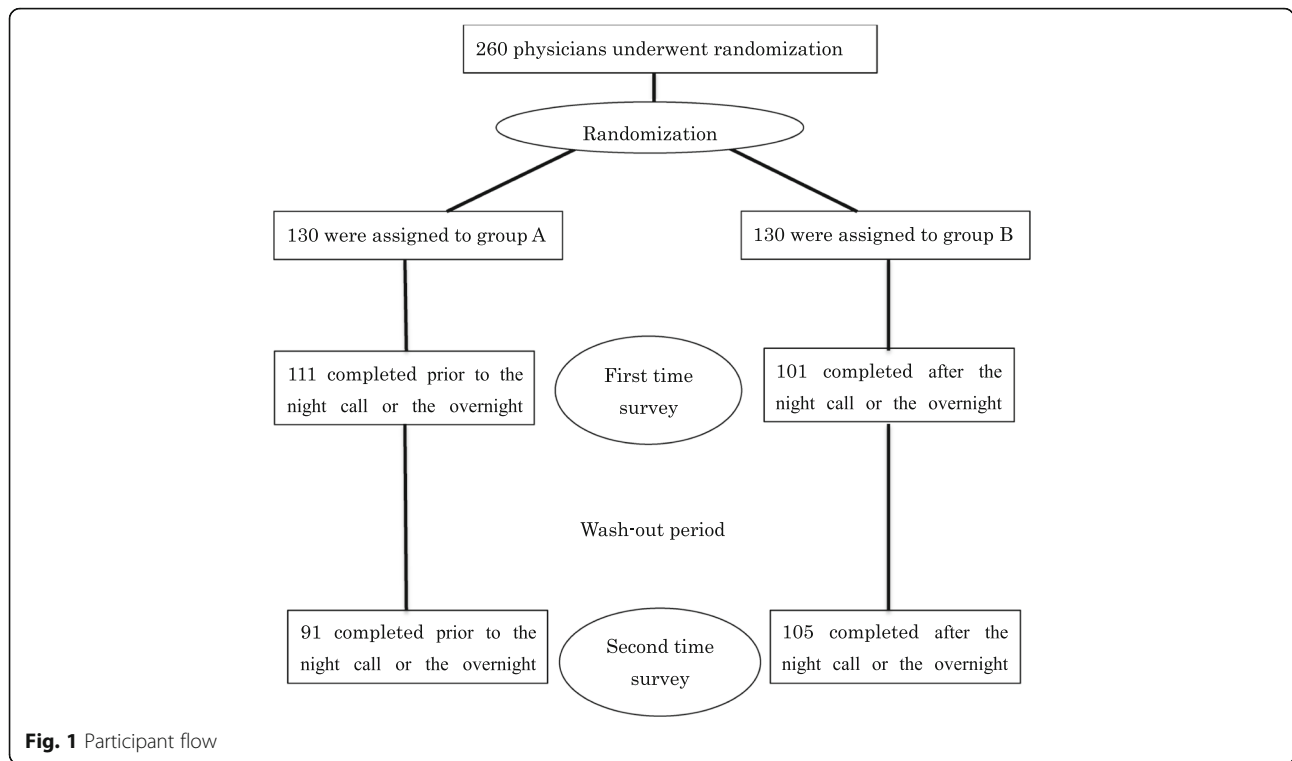 260 physicians underwent randomization
Randomization
130 were assigned to group A
130 were assigned to group B
111 completed prior to the
night call or the overnight
First time
survey
101 completed after the
night call or the overnight
Wash-out period
91 completed prior to the
night call or the overnight
Second time
survey
105 completed after the
night call or the overnight
Fig. 1 Participant flow